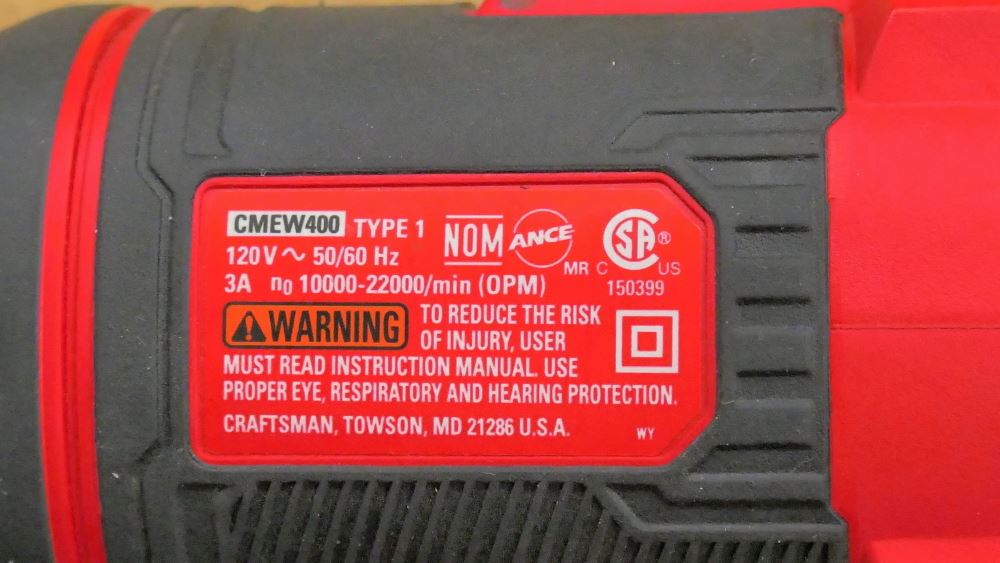 CMEW400 TYPE 1
120V ~ 50/60 Hz
3A n0 10000-22000/min (OPM)
NOM ANCE MR
C SA ® US
150399
⚠WARNING TO REDUCE THE RISK
OF INJURY, USER
MUST READ INSTRUCTION MANUAL. USE
PROPER EYE, RESPIRATORY AND HEARING PROTECTION.
CRAFTSMAN, TOWSON, MD 21286 U.S.A.
WY